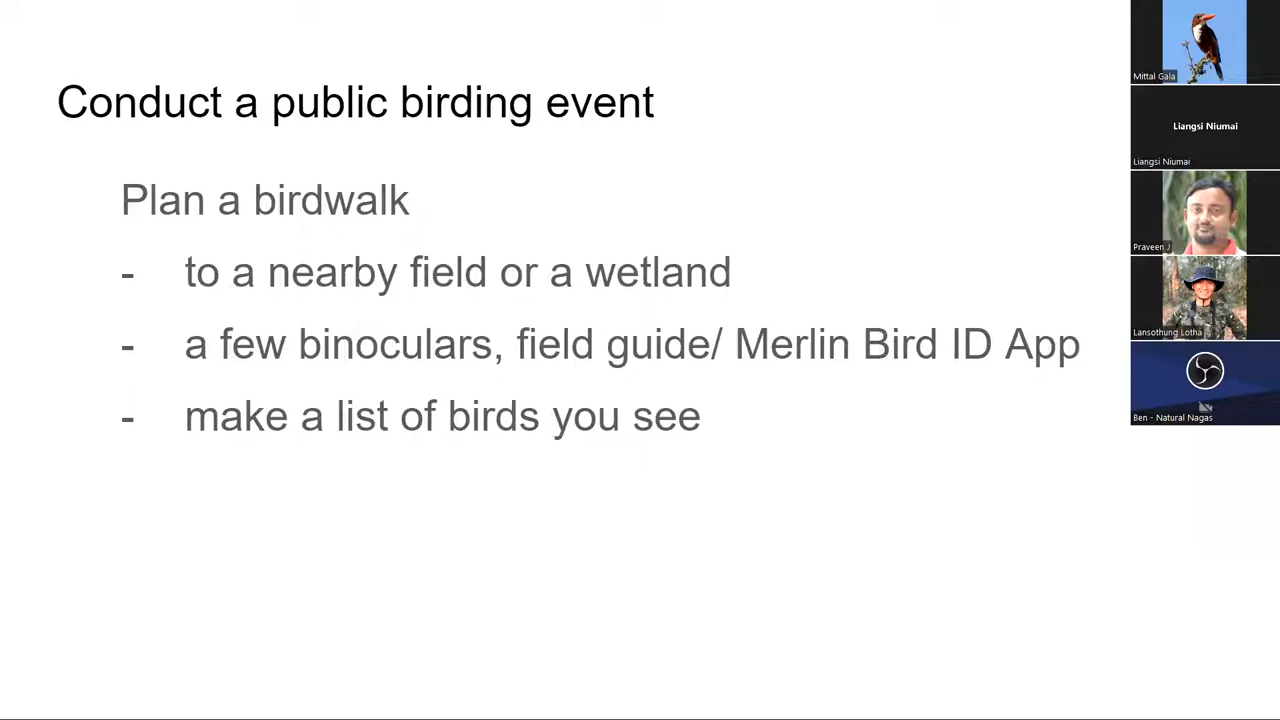 Conduct a public birding event
Plan a birdwalk
- to a nearby field or a wetland
- a few binoculars, field guide/ Merlin Bird ID App
- make a list of birds you see
Mittal Gala
Liangsi Niumai
Liangsi Niumai
Praveen J
Lansothung Lotha
Ben - Natural Nagas